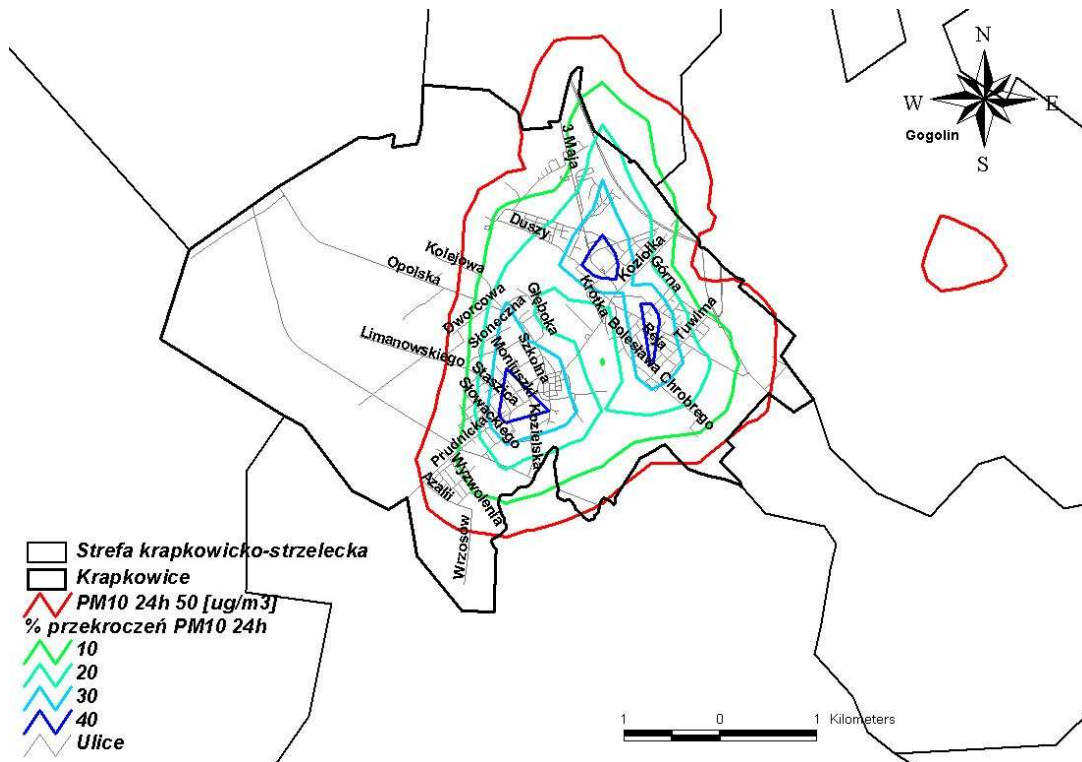 N
W
E
S
Gogolin
3 Maja
Duszy
Koziołka
Górna
Kolejowa
Opolska
Krótka
Głęboka
Dworcowa
Słoneczna
Tuwima
Reja
Bolesława Chrobrego
Limanowskiego
Szkolna
Moniuszki
Staszica
Słowackiego
Kozielska
Prudnicka
Wyzwolenia
Azalii
Wrzosów
Strefa krapkowicko-strzelecka
Krapkowice
PM10 24h 50 [ug/m3]
% przekroczeń PM10 24h
10
20
30
40
Ulice
1 0 1 Kilometers